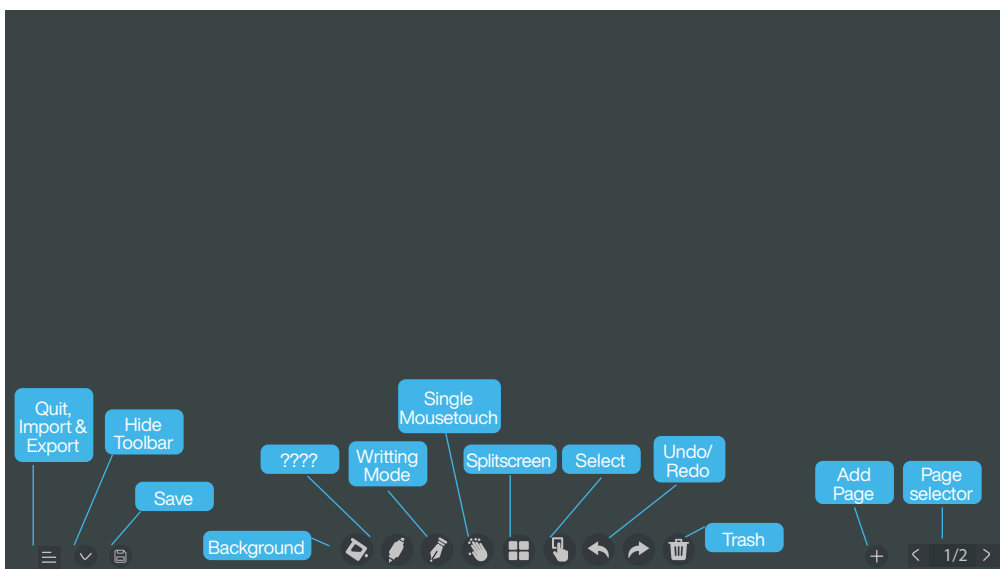 Quit,
Import &
Export
Hide
Toolbar
Save
Background
????
Writting
Mode
Single
Mousetouch
Splitscreen
Select
Undo/
Redo
Trash
Add
Page
Page
selector
< 1/2 >